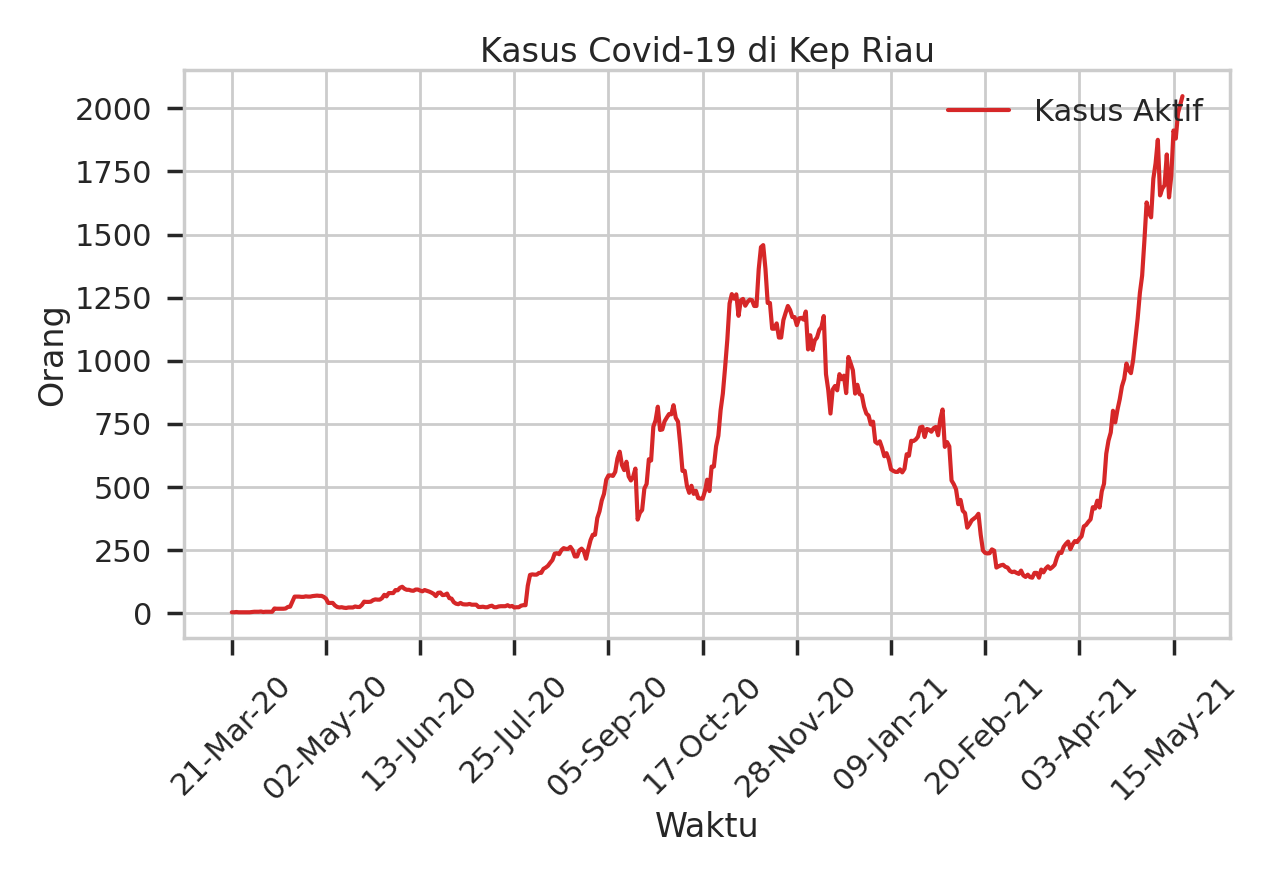 Kasus Covid-19 di Kep Riau
Kasus Aktif
Orang
2000
1750
1500
1250
1000
750
500
250
0
21-Mar-20
02-May-20
13-Jun-20
25-Jul-20
05-Sep-20
17-Oct-20
28-Nov-20
09-Jan-21
20-Feb-21
03-Apr-21
15-May-21
Waktu